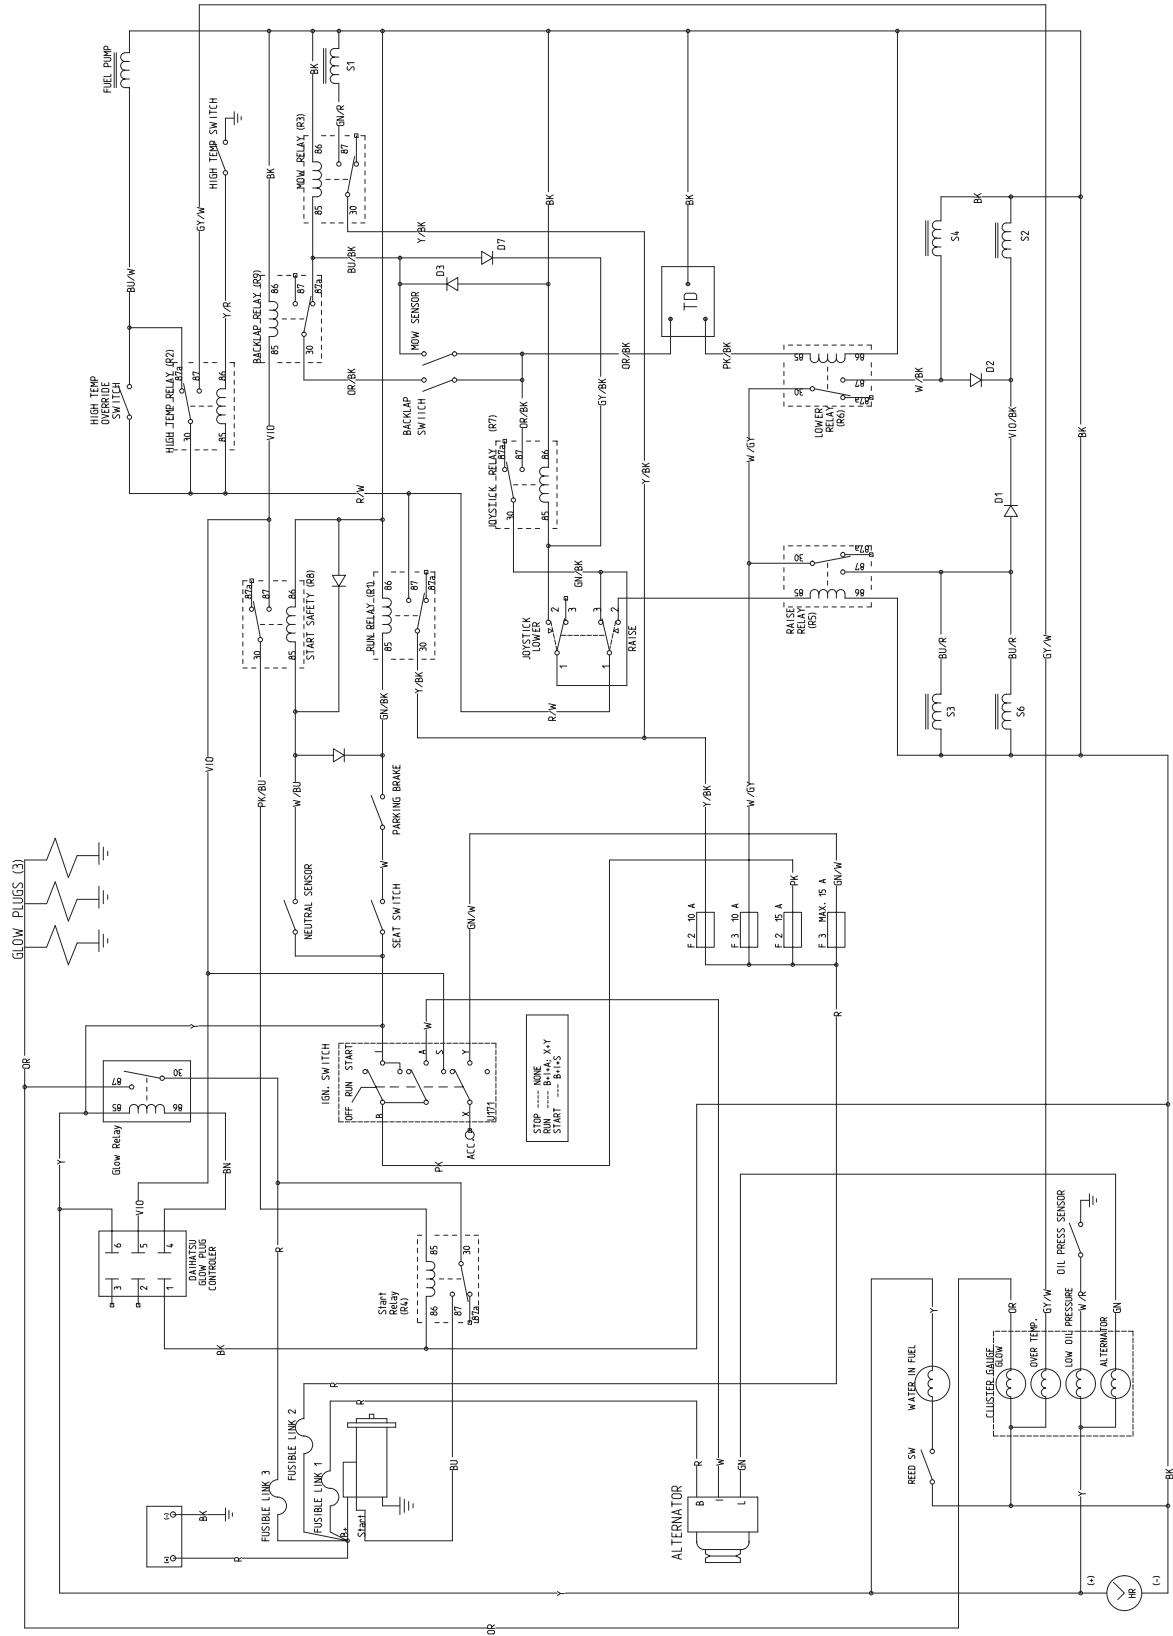 FUEL PUMP
BU/W
HIGH TEMP
OVERRIDE
SWITCH
HIGH TEMP SWITCH
GY/W
Y/R
HIGH TEMP RELAY (R2)
30
87a
87
85
86
BK
BACKLAP RELAY (R9)
85
86
30
87
87a
VIO
MOW RELAY (R3)
85
86
30
87
BK
GN/R
S1
Y/BK
BU/BK
D3
D7
MOW SENSOR
BACKLAP
SWITCH
OR/BK
OR/BK
OR/BK
GY/BK
BK
BK
TD
PK/BK
JOYSTICK RELAY (R7)
30
87a
87
85
86
R/W
Y/BK
W/GY
LOWER
RELAY
(R6)
85
86
30
87
87a
W/BK
D2
VIO/BK
D1
S4
S2
BK
BK
START SAFETY (R8)
30
87a
87
85
86
RUN RELAY (R1)
85
86
30
87
87a
Y/BK
GN/BK
GN/BK
JOYSTICK
LOWER
RAISE
1
2
3
1
3
2
R/W
RAISE
RELAY
(R5)
85
86
30
87
87a
BU/R
BU/R
S3
S6
GY/W
VIO
PK/BU
W/BU
PARKING BRAKE
W
NEUTRAL SENSOR
SEAT SWITCH
GN/W
Y/BK
W/GY
PK
GN/W
F 2 10 A
F 3 10 A
F 2 15 A
F 3 MAX. 15 A
R
GLOW PLUGS (3)
OR
Y
Glow Relay
87
30
85
86
Y
BN
VIO
DAIHATSU
GLOW PLUG
CONTROLER
6
5
4
3
2
1
IGN. SWITCH
OFF RUN START
B
I
A
S
Y
X
ACC.
U171
W
STOP ---- NONE
RUN ---- B+I+A; X+Y
START --- B+I+S
PK
R
Start
Relay
(R4)
85
86
30
87
87a
BK
BU
R
R
FUSIBLE LINK 3
FUSIBLE LINK 2
FUSIBLE LINK 1
B+
Start
(-)
(+)
BK
R
ALTERNATOR
B
I
L
R
W
GN
OIL PRESS SENSOR
Y
WATER IN FUEL
REED SW
CLUSTER GAUGE
GLOW
OVER TEMP.
LOW OIL PRESSURE
ALTERNATOR
OR
GY/W
W/R
GN
Y
BK
Y
HR
(+)
(-)
OR